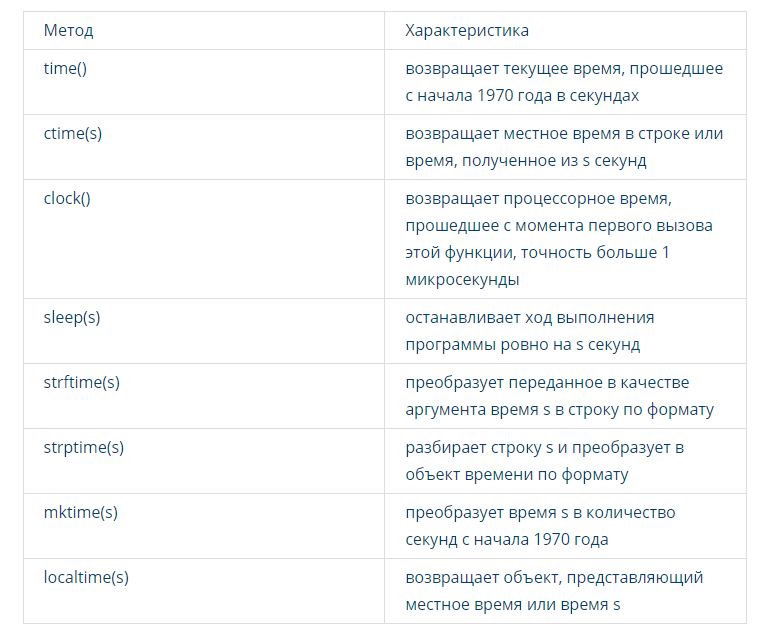 Метод
Характеристика
time()
возвращает текущее время, прошедшее
с начала 1970 года в секундах
ctime(s)
возвращает местное время в строке или
время, полученное из s секунд
clock()
возвращает процессорное время,
прошедшее с момента первого вызова
этой функции, точность больше 1
микросекунды
sleep(s)
останавливает ход выполнения
программы ровно на s секунд
strftime(s)
преобразует переданное в качестве
аргумента время s в строку по формату
strptime(s)
разбирает строку s и преобразует в
объект времени по формату
mktime(s)
преобразует время s в количество
секунд с начала 1970 года
localtime(s)
возвращает объект, представляющий
местное время или время s